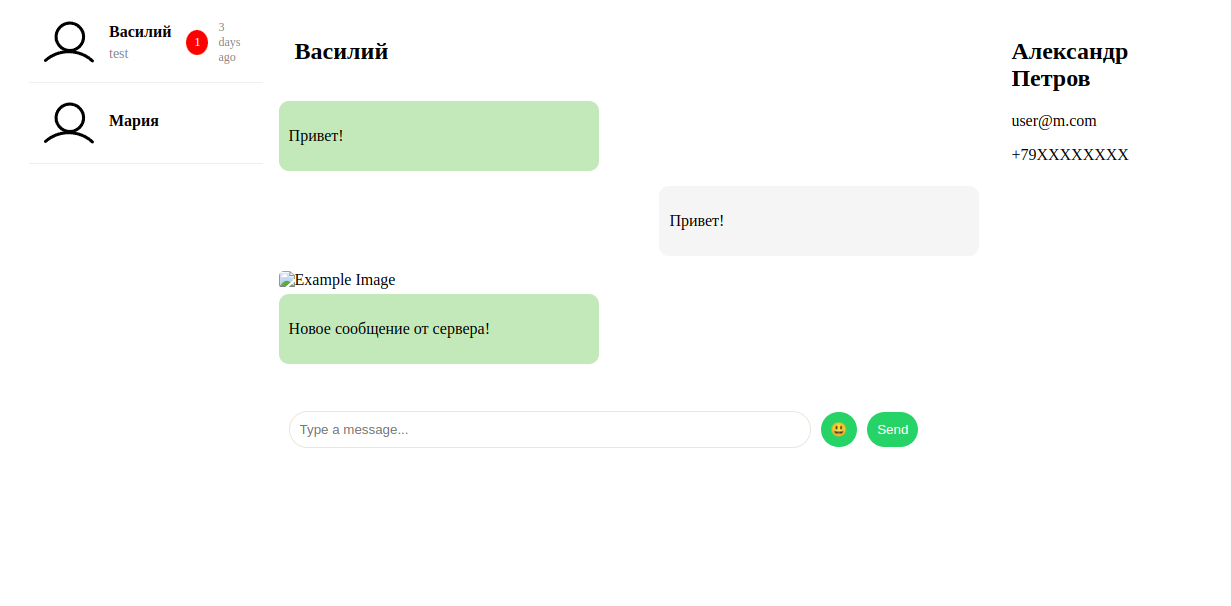 Василий
test
1
3
days
ago
Мария
Василий
Привет!
Привет!
Example Image
Новое сообщение от сервера!
Type a message...
Send
Александр
Петров
user@m.com
+79XXXXXXXX